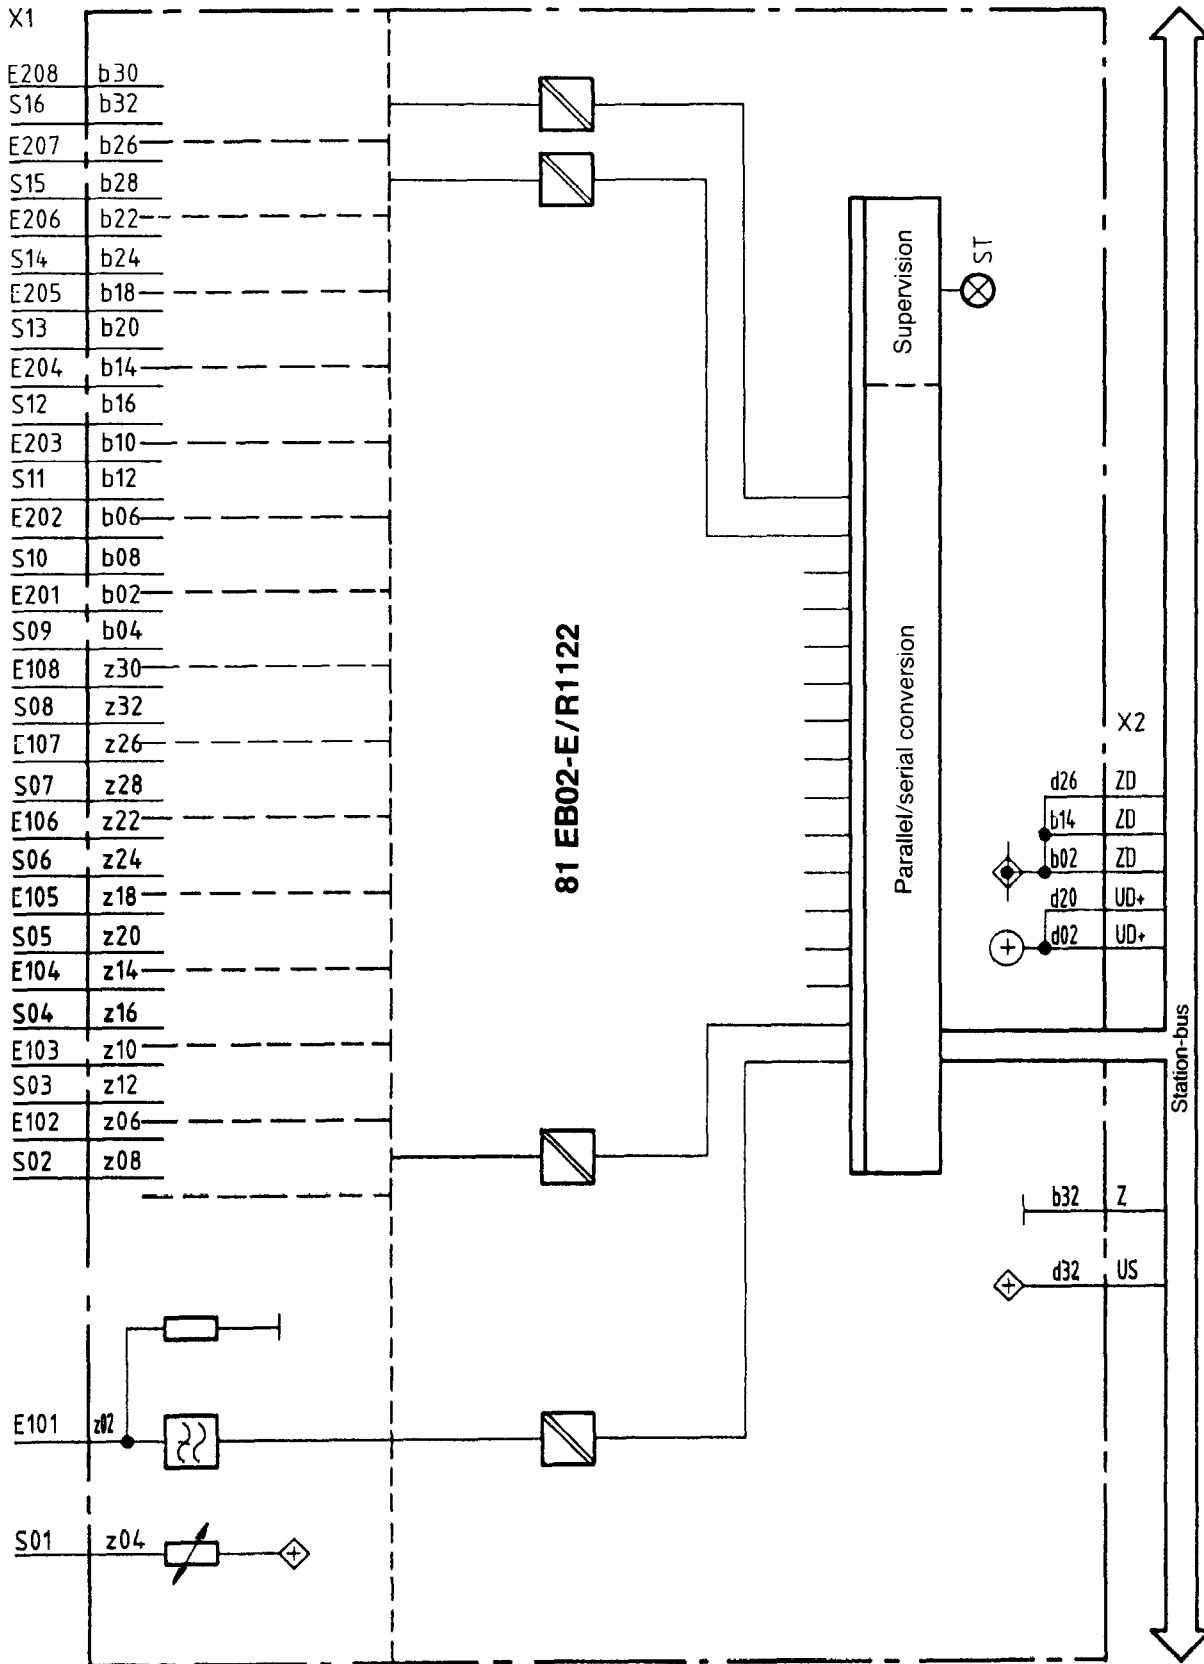 X1
E208 b30
S16 b32
E207 b26
S15 b28
E206 b22
S14 b24
E205 b18
S13 b20
E204 b14
S12 b16
E203 b10
S11 b12
E202 b06
S10 b08
E201 b02
S09 b04
E108 z30
S08 z32
E107 z26
S07 z28
E106 z22
S06 z24
E105 z18
S05 z20
E104 z14
S04 z16
E103 z10
S03 z12
E102 z06
S02 z08
E101 z02
S01 z04
81 EB02-E/R1122
Supervision
Parallel/serial conversion
ST
X2
d26 ZD
b14 ZD
b02 ZD
d20 UD+
d02 UD+
b32 Z
d32 US
Station-bus